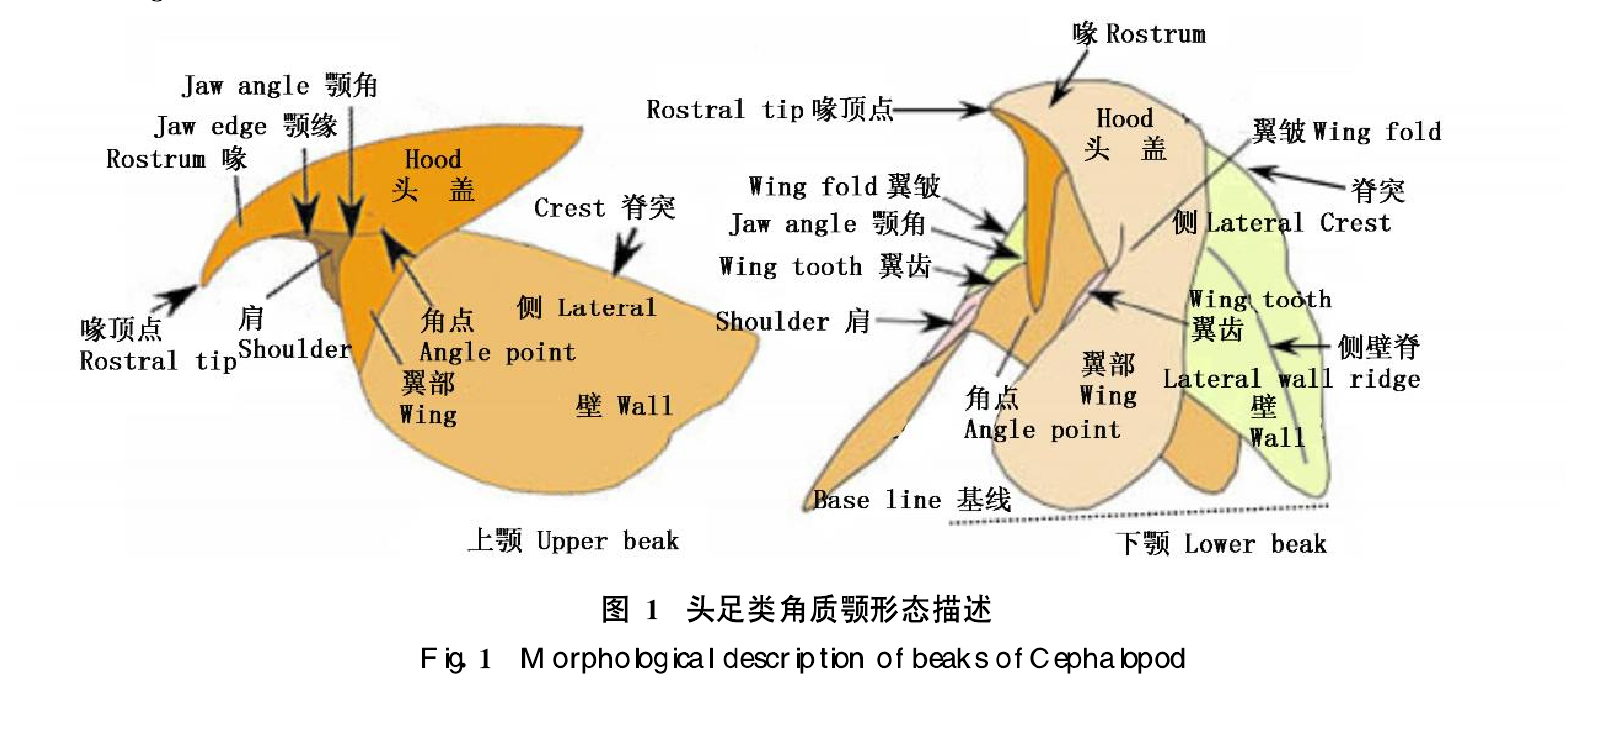 Jaw angle 颚角
Jaw edge 颚缘
Rostrum 喙
Hood
头 盖
Crest 脊突
喙顶点
Rostral tip
肩
Shoulder
角点
Angle point
侧 Lateral
翼部
Wing
壁 Wall
上颚 Upper beak
喙 Rostrum
Rostral tip 喙顶点
Hood
头 盖
翼皱 Wing fold
Wing fold 翼皱
脊突
侧 Lateral Crest
Jaw angle 颚角
Wing tooth 翼齿
Shoulder 肩
Wing tooth
翼齿
侧壁脊
Lateral wall ridge
翼部
Wing
角点
Angle point
壁
Wall
Base line 基线
下颚 Lower beak
图 1 头足类角质颚形态描述
Fig. 1 Morphological description of beaks of Cephalopod